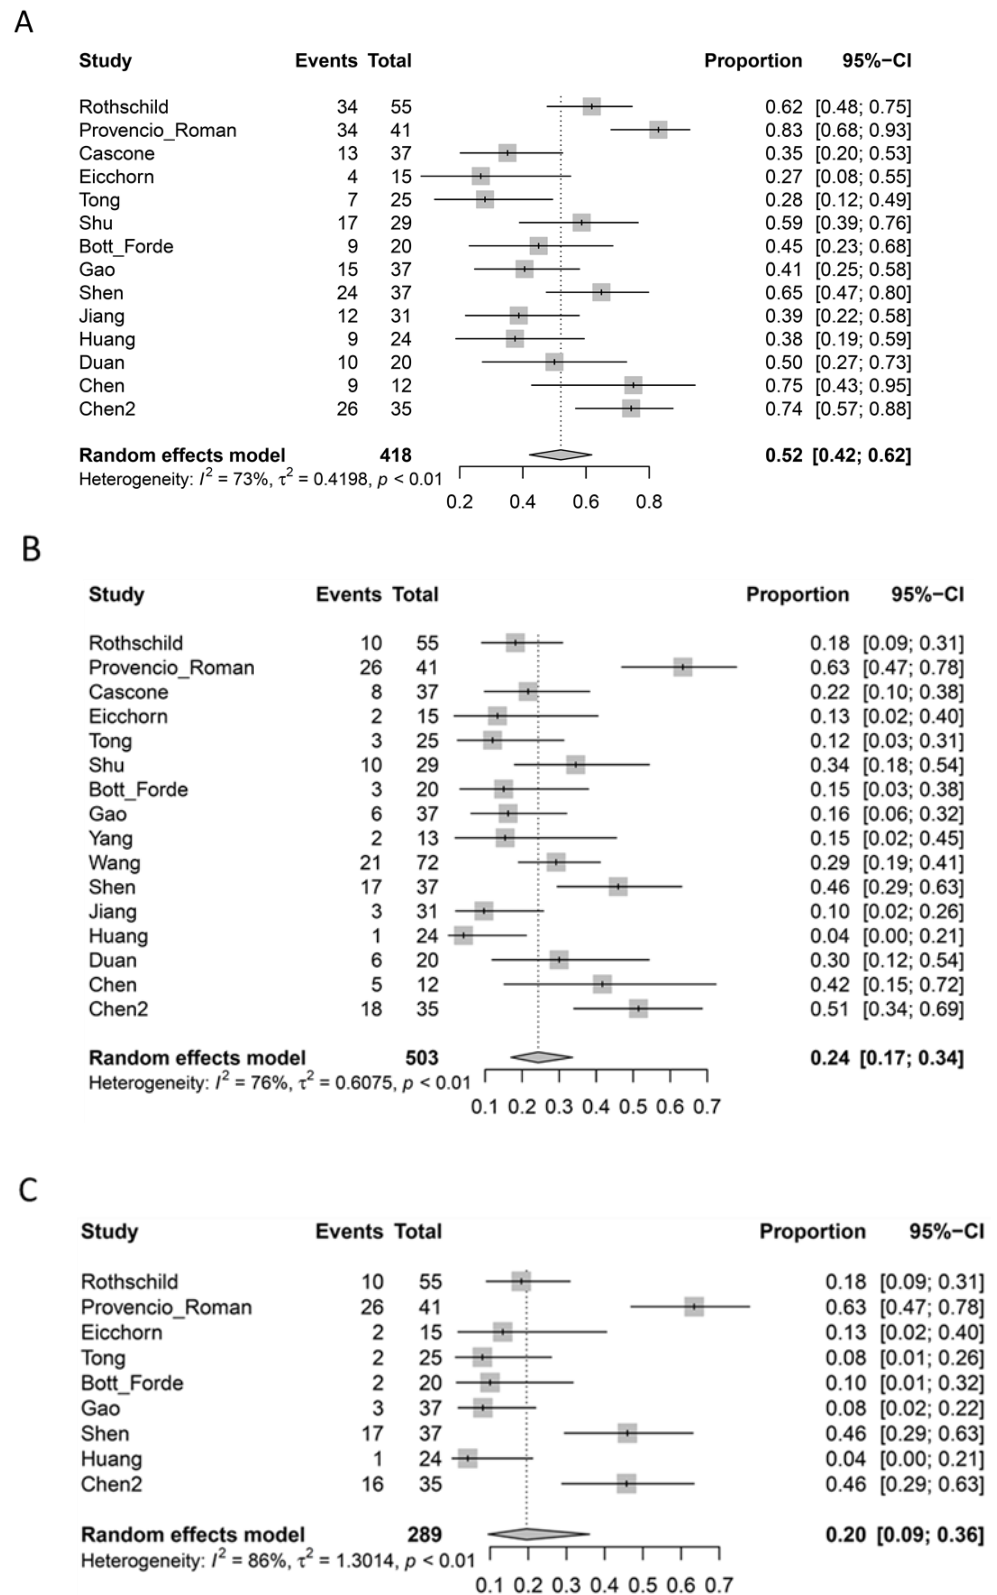 A
Study Events Total Proportion 95%−CI
Rothschild 34 55 0.62 [0.48; 0.75]
Provencio_Roman 34 41 0.83 [0.68; 0.93]
Cascone 13 37 0.35 [0.20; 0.53]
Eicchorn 4 15 0.27 [0.08; 0.55]
Tong 7 25 0.28 [0.12; 0.49]
Shu 17 29 0.59 [0.39; 0.76]
Bott_Forde 9 20 0.45 [0.23; 0.68]
Gao 15 37 0.41 [0.25; 0.58]
Shen 24 37 0.65 [0.47; 0.80]
Jiang 12 31 0.39 [0.22; 0.58]
Huang 9 24 0.38 [0.19; 0.59]
Duan 10 20 0.50 [0.27; 0.73]
Chen 9 12 0.75 [0.43; 0.95]
Chen2 26 35 0.74 [0.57; 0.88]
Random effects model 418 0.52 [0.42; 0.62]
Heterogeneity: I² = 73%, τ² = 0.4198, p < 0.01
0.2 0.4 0.6 0.8
B
Study Events Total Proportion 95%−CI
Rothschild 10 55 0.18 [0.09; 0.31]
Provencio_Roman 26 41 0.63 [0.47; 0.78]
Cascone 8 37 0.22 [0.10; 0.38]
Eicchorn 2 15 0.13 [0.02; 0.40]
Tong 3 25 0.12 [0.03; 0.31]
Shu 10 29 0.34 [0.18; 0.54]
Bott_Forde 3 20 0.15 [0.03; 0.38]
Gao 6 37 0.16 [0.06; 0.32]
Yang 2 13 0.15 [0.02; 0.45]
Wang 21 72 0.29 [0.19; 0.41]
Shen 17 37 0.46 [0.29; 0.63]
Jiang 3 31 0.10 [0.02; 0.26]
Huang 1 24 0.04 [0.00; 0.21]
Duan 6 20 0.30 [0.12; 0.54]
Chen 5 12 0.42 [0.15; 0.72]
Chen2 18 35 0.51 [0.34; 0.69]
Random effects model 503 0.24 [0.17; 0.34]
Heterogeneity: I² = 76%, τ² = 0.6075, p < 0.01
0.1 0.2 0.3 0.4 0.5 0.6 0.7
C
Study Events Total Proportion 95%−CI
Rothschild 10 55 0.18 [0.09; 0.31]
Provencio_Roman 26 41 0.63 [0.47; 0.78]
Eicchorn 2 15 0.13 [0.02; 0.40]
Tong 2 25 0.08 [0.01; 0.26]
Bott_Forde 2 20 0.10 [0.01; 0.32]
Gao 3 37 0.08 [0.02; 0.22]
Shen 17 37 0.46 [0.29; 0.63]
Huang 1 24 0.04 [0.00; 0.21]
Chen2 16 35 0.46 [0.29; 0.63]
Random effects model 289 0.20 [0.09; 0.36]
Heterogeneity: I² = 86%, τ² = 1.3014, p < 0.01
0.1 0.2 0.3 0.4 0.5 0.6 0.7